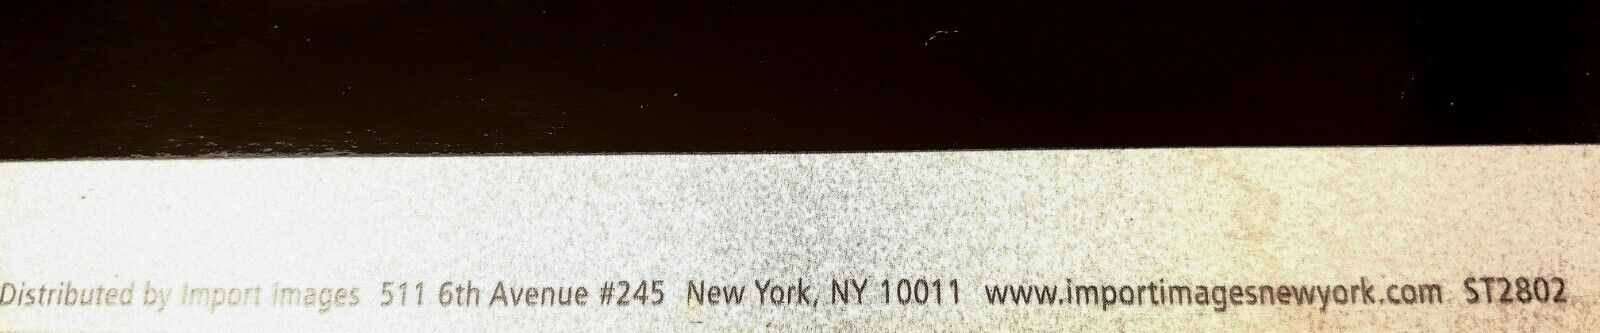 Distributed by Import Images 511 6th Avenue #245 New York, NY 10011 www.importimagesnewyork.com ST2802